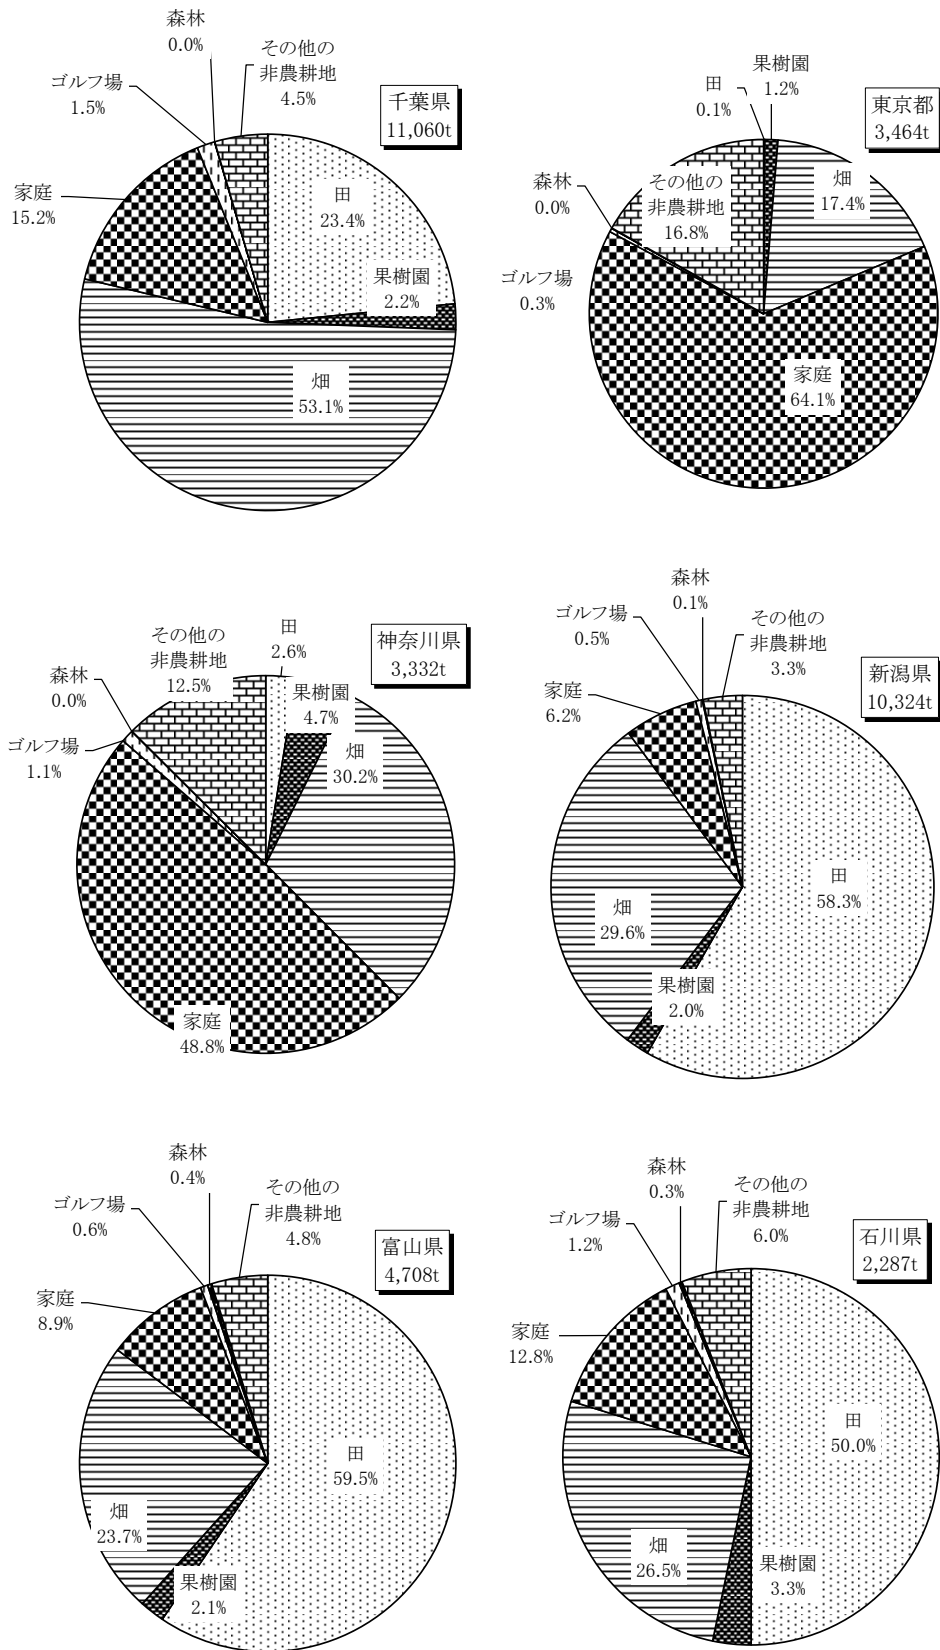 森林
0.0%
ゴルフ場
1.5%
その他の
非農耕地
4.5%
千葉県
11,060t
家庭
15.2%
田
23.4%
果樹園
2.2%
畑
53.1%
田
0.1%
果樹園
1.2%
東京都
3,464t
森林
0.0%
その他の
非農耕地
16.8%
畑
17.4%
ゴルフ場
0.3%
家庭
64.1%
その他の
非農耕地
12.5%
田
2.6%
神奈川県
3,332t
森林
0.0%
果樹園
4.7%
ゴルフ場
1.1%
畑
30.2%
家庭
48.8%
森林
0.1%
ゴルフ場
0.5%
その他の
非農耕地
3.3%
新潟県
10,324t
家庭
6.2%
田
58.3%
畑
29.6%
果樹園
2.0%
森林
0.4%
ゴルフ場
0.6%
その他の
非農耕地
4.8%
富山県
4,708t
家庭
8.9%
田
59.5%
畑
23.7%
果樹園
2.1%
森林
0.3%
ゴルフ場
1.2%
その他の
非農耕地
6.0%
石川県
2,287t
家庭
12.8%
田
50.0%
畑
26.5%
果樹園
3.3%